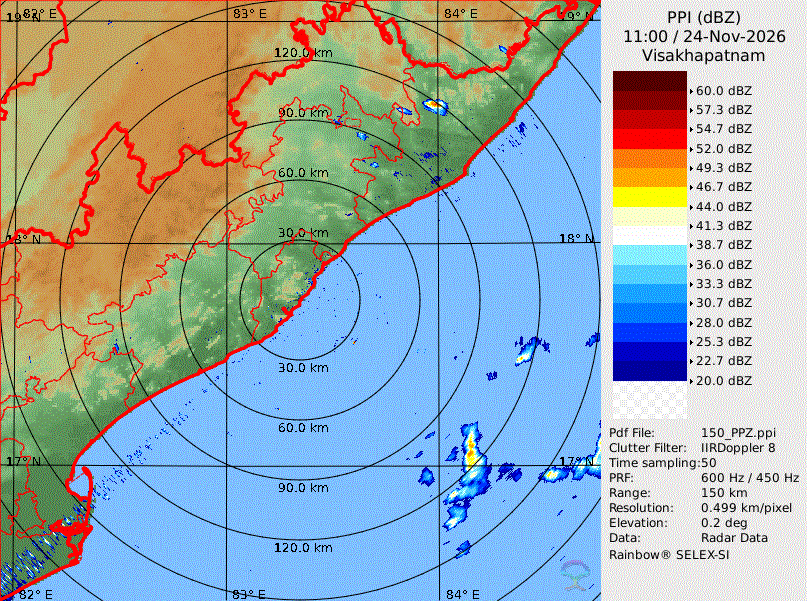 82° E
83° E
84° E
19° N
19° N
120.0 km
90.0 km
60.0 km
30.0 km
18° N
30.0 km
60.0 km
17° N
17° N
90.0 km
120.0 km
82° E
83° E
84° E
PPI (dBZ)
11:00 / 24-Nov-2026
Visakhapatnam
60.0 dBZ
57.3 dBZ
54.7 dBZ
52.0 dBZ
49.3 dBZ
46.7 dBZ
44.0 dBZ
41.3 dBZ
38.7 dBZ
36.0 dBZ
33.3 dBZ
30.7 dBZ
28.0 dBZ
25.3 dBZ
22.7 dBZ
20.0 dBZ
Pdf File: 150_PPZ.ppi
Clutter Filter: IIRDoppler 8
Time sampling:50
PRF: 600 Hz / 450 Hz
Range: 150 km
Resolution: 0.499 km/pixel
Elevation: 0.2 deg
Data: Radar Data
Rainbow® SELEX-SI